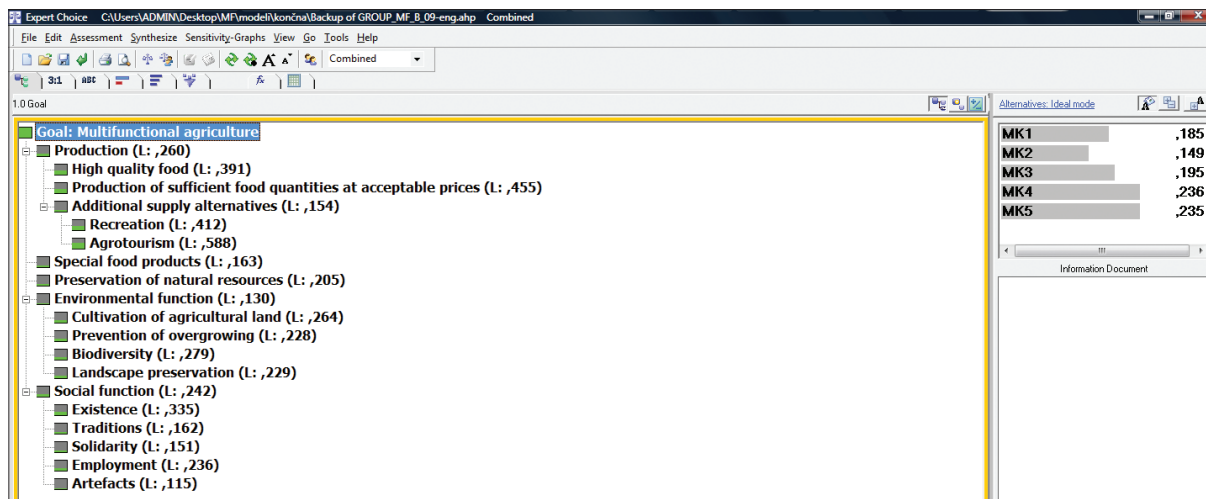 Expert Choice C:\Users\ADMIN\Desktop\MF\modeli\končna\Backup of GROUP_MF_B_09-eng.ahp Combined
File Edit Assessment Synthesize Sensitivity-Graphs View Go Tools Help
Combined
3:1 ABC fx
1.0 Goal
Goal: Multifunctional agriculture
Production (L: ,260)
High quality food (L: ,391)
Production of sufficient food quantities at acceptable prices (L: ,455)
Additional supply alternatives (L: ,154)
Recreation (L: ,412)
Agrotourism (L: ,588)
Special food products (L: ,163)
Preservation of natural resources (L: ,205)
Environmental function (L: ,130)
Cultivation of agricultural land (L: ,264)
Prevention of overgrowing (L: ,228)
Biodiversity (L: ,279)
Landscape preservation (L: ,229)
Social function (L: ,242)
Existence (L: ,335)
Traditions (L: ,162)
Solidarity (L: ,151)
Employment (L: ,236)
Artefacts (L: ,115)
Alternatives: Ideal mode
MK1 ,185
MK2 ,149
MK3 ,195
MK4 ,236
MK5 ,235
Information Document